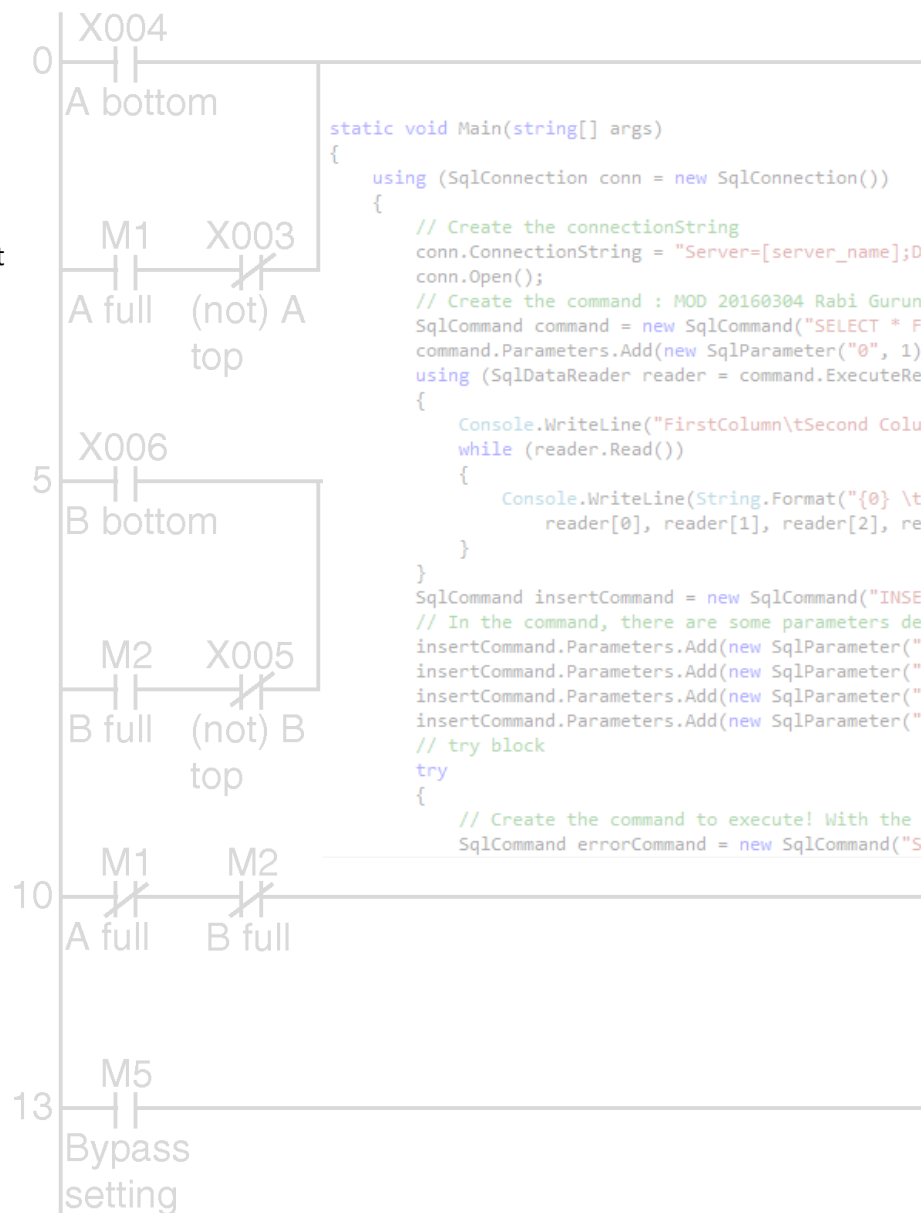 X004
0
A bottom
t
M1 X003
A full (not) A
top
X006
5
B bottom
M2 X005
B full (not) B
top
M1 M2
10
A full B full
M5
13
Bypass
setting
static void Main(string[] args)
{
using (SqlConnection conn = new SqlConnection())
{
// Create the connectionString
conn.ConnectionString = "Server=[server_name];D
conn.Open();
// Create the command : MOD 20160304 Rabi Gurun
SqlCommand command = new SqlCommand("SELECT * F
command.Parameters.Add(new SqlParameter("0", 1)
using (SqlDataReader reader = command.ExecuteRe
{
Console.WriteLine("FirstColumn\tSecond Colu
while (reader.Read())
{
Console.WriteLine(String.Format("{0} \t
reader[0], reader[1], reader[2], re
}
}
SqlCommand insertCommand = new SqlCommand("INSE
// In the command, there are some parameters de
insertCommand.Parameters.Add(new SqlParameter("
insertCommand.Parameters.Add(new SqlParameter("
insertCommand.Parameters.Add(new SqlParameter("
insertCommand.Parameters.Add(new SqlParameter("
// try block
try
{
// Create the command to execute! With the
SqlCommand errorCommand = new SqlCommand("S